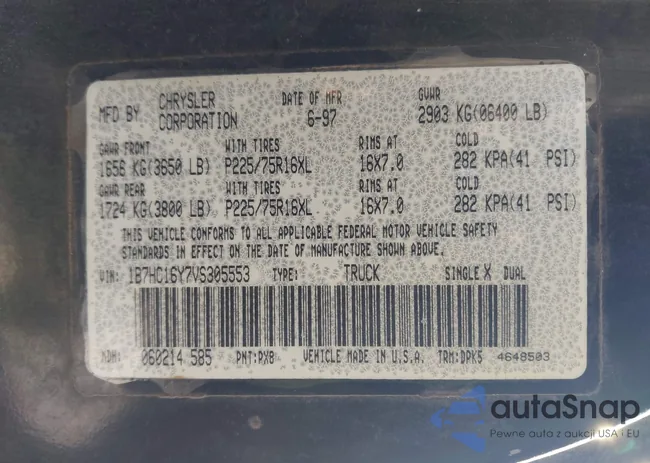 MFD BY CHRYSLER CORPORATION DATE OF MFR 6-97 GVWR 2903 KG(06400 LB)
GAWR FRONT WITH TIRES RIMS AT COLD
1656 KG(3650 LB) P225/75R16XL 16X7.0 282 KPA(41 PSI)
GAWR REAR WITH TIRES RIMS AT COLD
1724 KG(3800 LB) P225/75R16XL 16X7.0 282 KPA(41 PSI)
THIS VEHICLE CONFORMS TO ALL APPLICABLE FEDERAL MOTOR VEHICLE SAFETY
STANDARDS IN EFFECT ON THE DATE OF MANUFACTURE SHOWN ABOVE.
VIN: 1B7HC16Y7VS305553 TYPE: TRUCK SINGLE X DUAL
MDH: 060214 585 PNT:PX8 VEHICLE MADE IN U.S.A. TRM:DRK5 4648503
autaSnap
Pewne auta z aukcji USA i EU